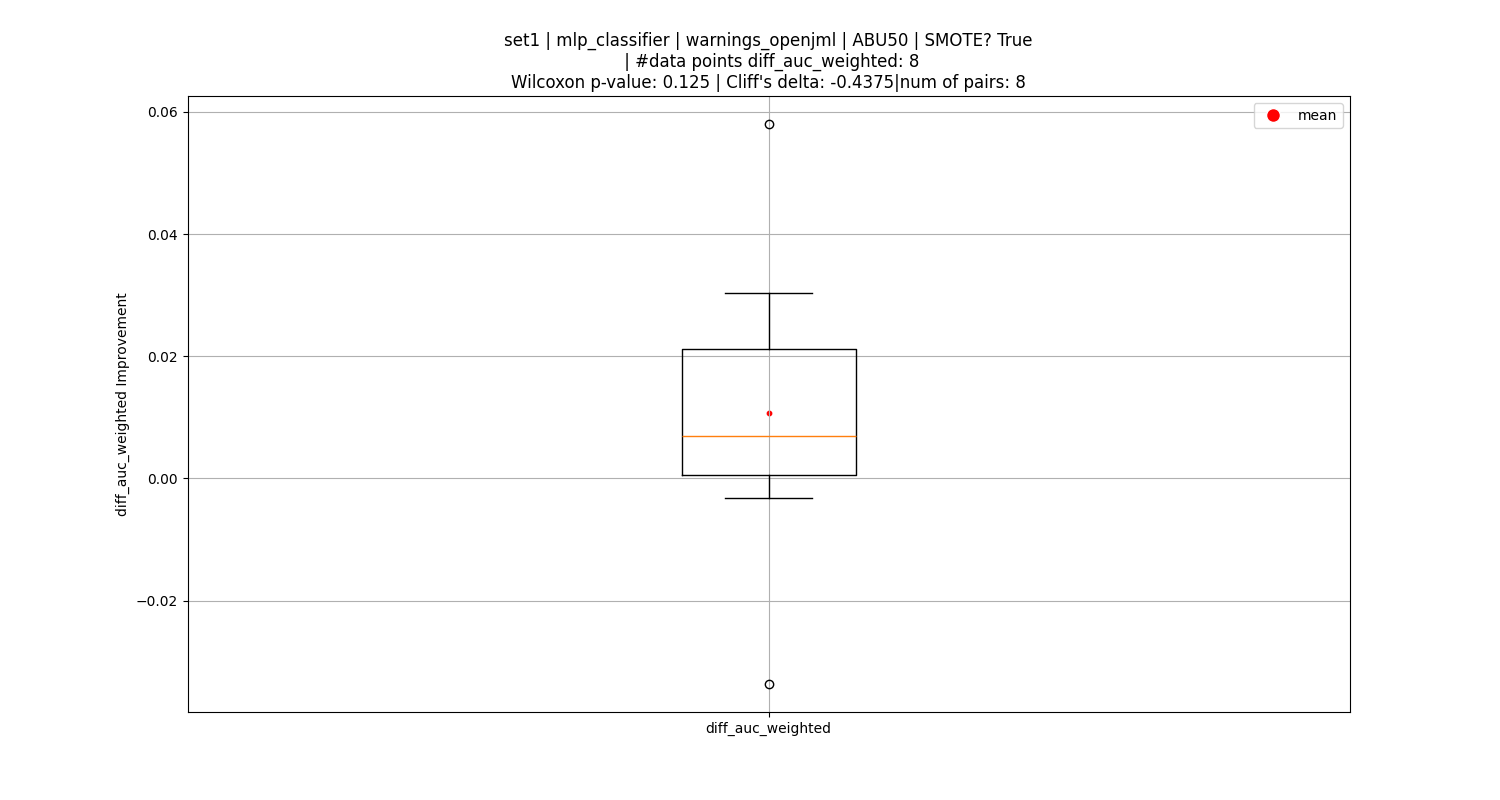 set1 | mlp_classifier | warnings_openjml | ABU50 | SMOTE? True
| #data points diff_auc_weighted: 8
Wilcoxon p-value: 0.125 | Cliff's delta: -0.4375|num of pairs: 8
mean
0.06
0.04
0.02
0.00
−0.02
diff_auc_weighted Improvement
diff_auc_weighted